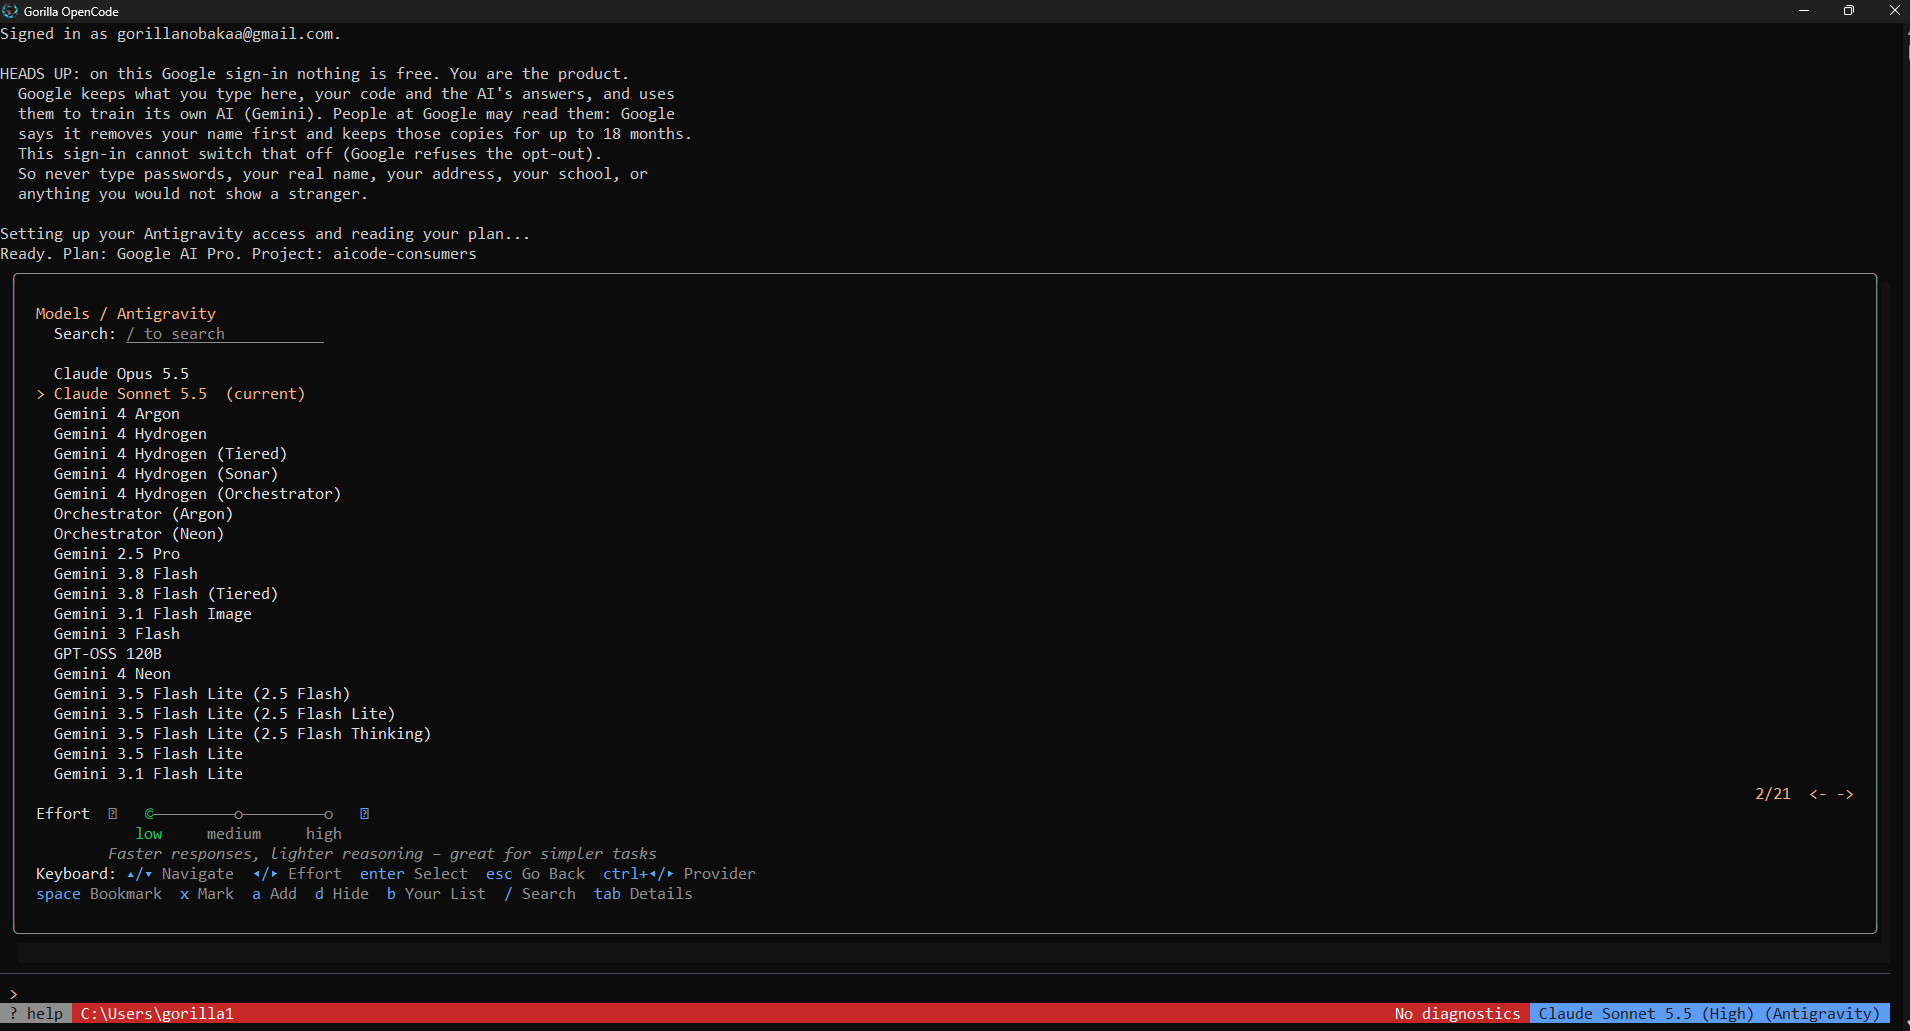 Gorilla OpenCode
Signed in as gorillanobakaa@gmail.com.
HEADS UP: on this Google sign-in nothing is free. You are the product.
Google keeps what you type here, your code and the AI's answers, and uses
them to train its own AI (Gemini). People at Google may read them: Google
says it removes your name first and keeps those copies for up to 18 months.
This sign-in cannot switch that off (Google refuses the opt-out).
So never type passwords, your real name, your address, your school, or
anything you would not show a stranger.
Setting up your Antigravity access and reading your plan...
Ready. Plan: Google AI Pro. Project: aicode-consumers
Models / Antigravity
Search: / to search
Claude Opus 5.5
> Claude Sonnet 5.5  (current)
Gemini 4 Argon
Gemini 4 Hydrogen
Gemini 4 Hydrogen (Tiered)
Gemini 4 Hydrogen (Sonar)
Gemini 4 Hydrogen (Orchestrator)
Orchestrator (Argon)
Orchestrator (Neon)
Gemini 2.5 Pro
Gemini 3.8 Flash
Gemini 3.8 Flash (Tiered)
Gemini 3.1 Flash Image
Gemini 3 Flash
GPT-OSS 120B
Gemini 4 Neon
Gemini 3.5 Flash Lite (2.5 Flash)
Gemini 3.5 Flash Lite (2.5 Flash Lite)
Gemini 3.5 Flash Lite (2.5 Flash Thinking)
Gemini 3.5 Flash Lite
Gemini 3.1 Flash Lite
2/21  <- ->
Effort
low medium high
Faster responses, lighter reasoning – great for simpler tasks
Keyboard: ▴/▾ Navigate  ◂/▸ Effort  enter Select  esc Go Back  ctrl+◂/▸ Provider
space Bookmark  x Mark  a Add  d Hide  b Your List  / Search  tab Details
>
? help C:\Users\gorilla1 No diagnostics Claude Sonnet 5.5 (High) (Antigravity)